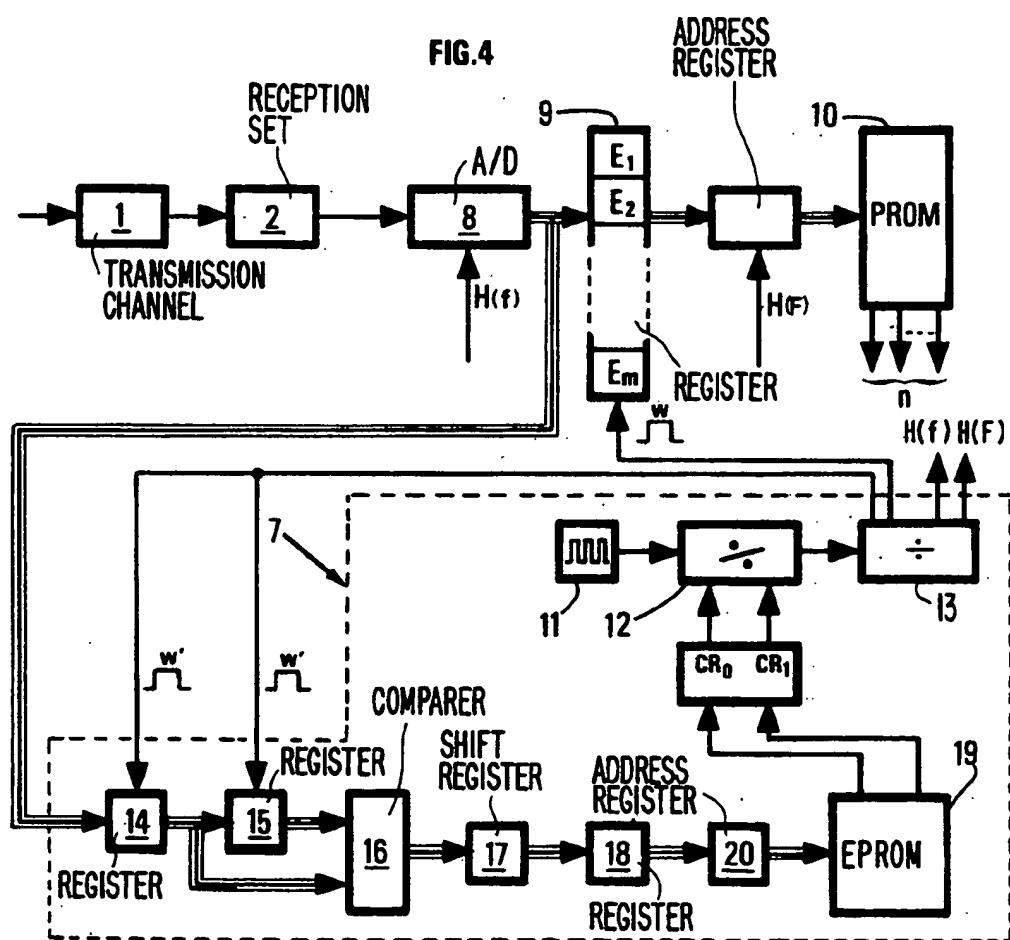 FIG.4
ADDRESS
REGISTER
RECEPTION
SET
A/D
9
10
E1
E2
1
2
8
PROM
TRANSMISSION
CHANNEL
H(f)
H(F)
Em
REGISTER
n
w
H(f) H(F)
7
÷
÷
11
12
13
CR0 CR1
w'
w'
COMPARER
SHIFT
REGISTER
REGISTER
ADDRESS
REGISTER
19
14
15
16
17
18
20
EPROM
REGISTER
REGISTER